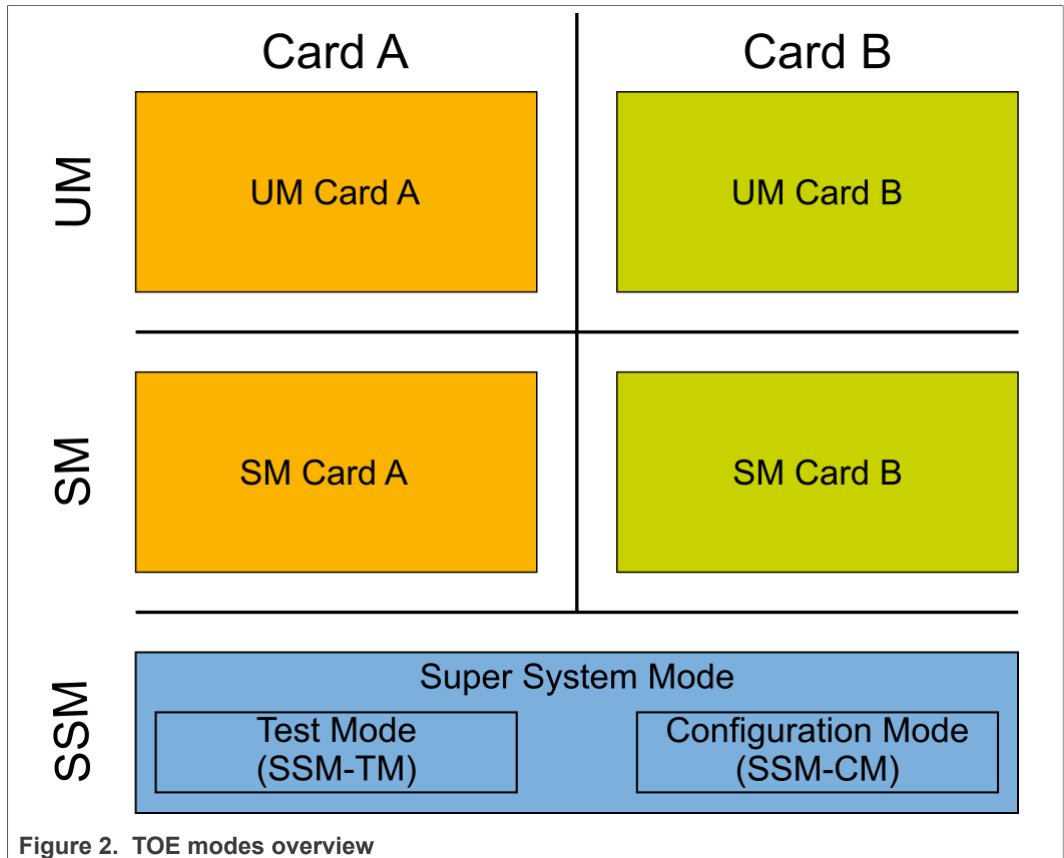 Card A
Card B
UM
UM Card A
UM Card B
SM
SM Card A
SM Card B
SSM
Super System Mode
Test Mode
(SSM-TM)
Configuration Mode
(SSM-CM)
Figure 2. TOE modes overview